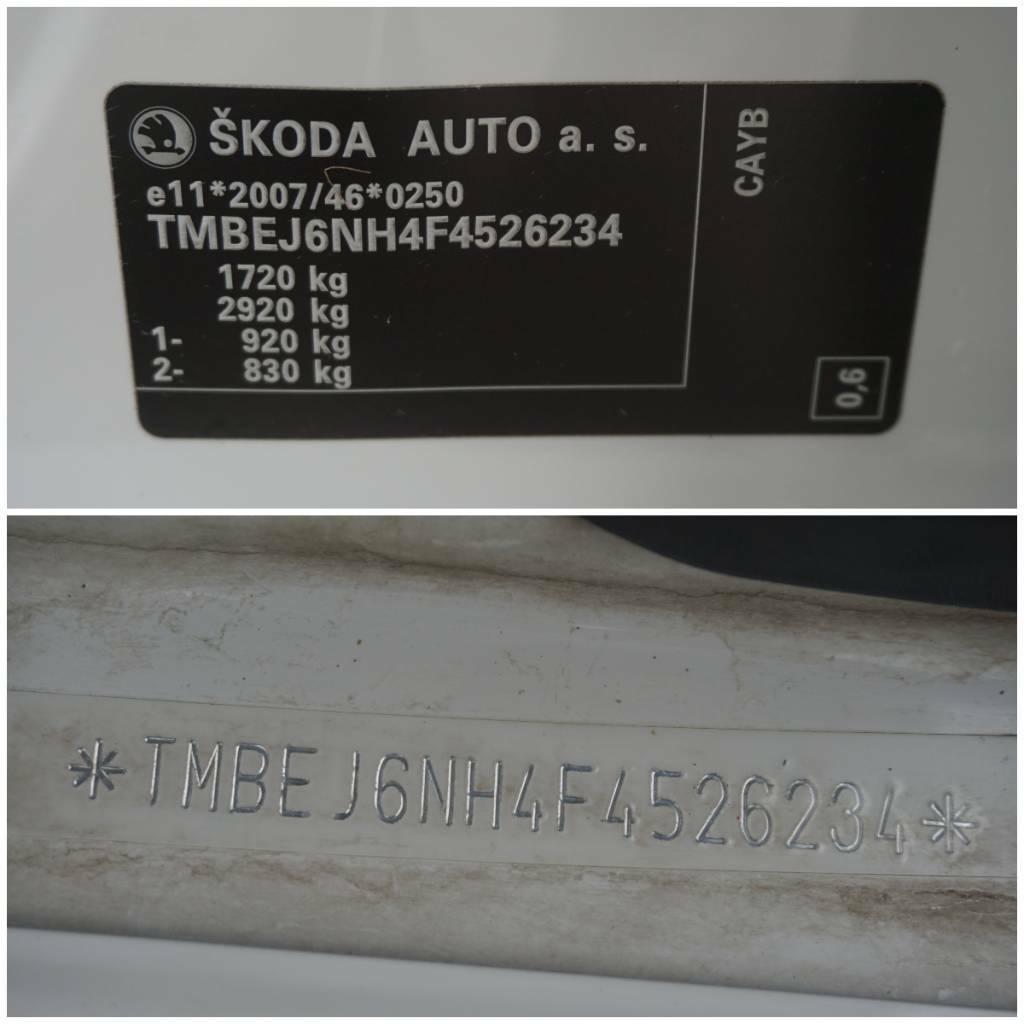 ŠKODA AUTO a. s.
e11*2007/46*0250
TMBEJ6NH4F4526234
1720 kg
2920 kg
1- 920 kg
2- 830 kg
CAYB
0,6
*TMBEJ6NH4F4526234*